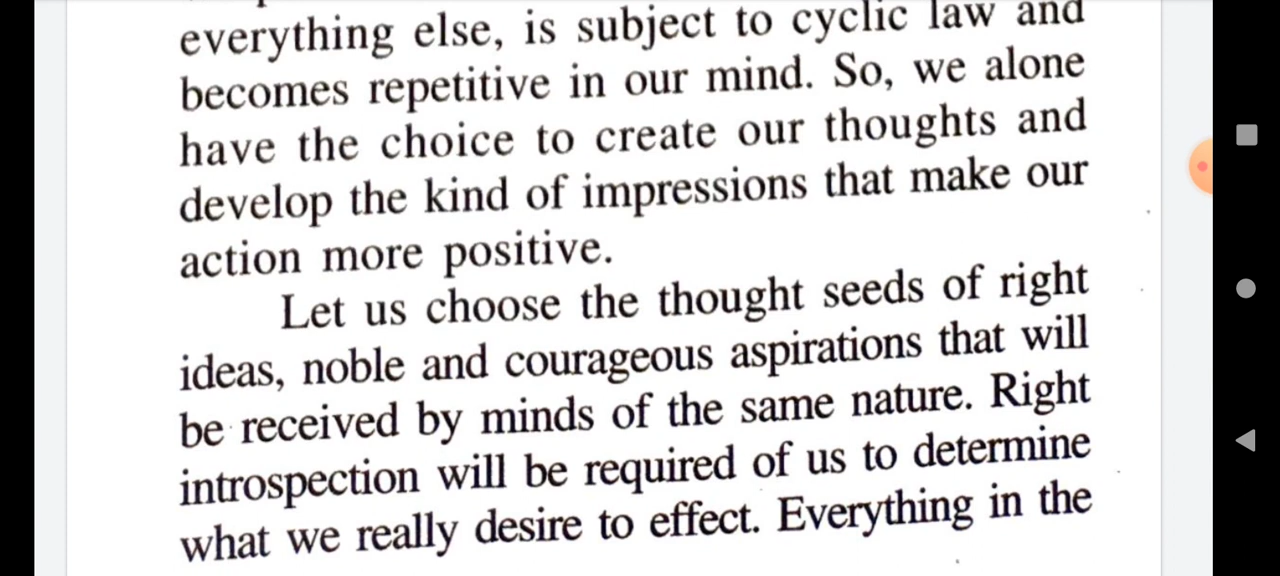 everything else, is subject to cyclic law and
becomes repetitive in our mind. So, we alone
have the choice to create our thoughts and
develop the kind of impressions that make our
action more positive.
Let us choose the thought seeds of right
ideas, noble and courageous aspirations that will
be received by minds of the same nature. Right
introspection will be required of us to determine
what we really desire to effect. Everything in the